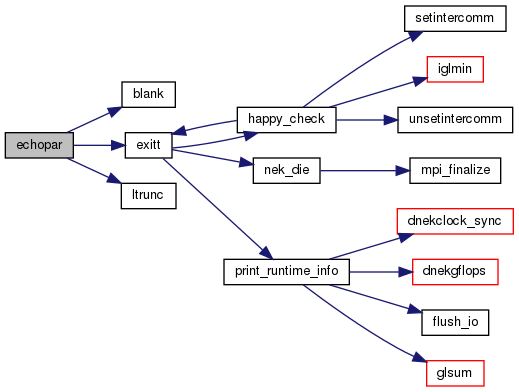 echopar
blank
exitt
ltrunc
happy_check
nek_die
print_runtime_info
setintercomm
iglmin
unsetintercomm
mpi_finalize
dnekclock_sync
dnekgflops
flush_io
glsum